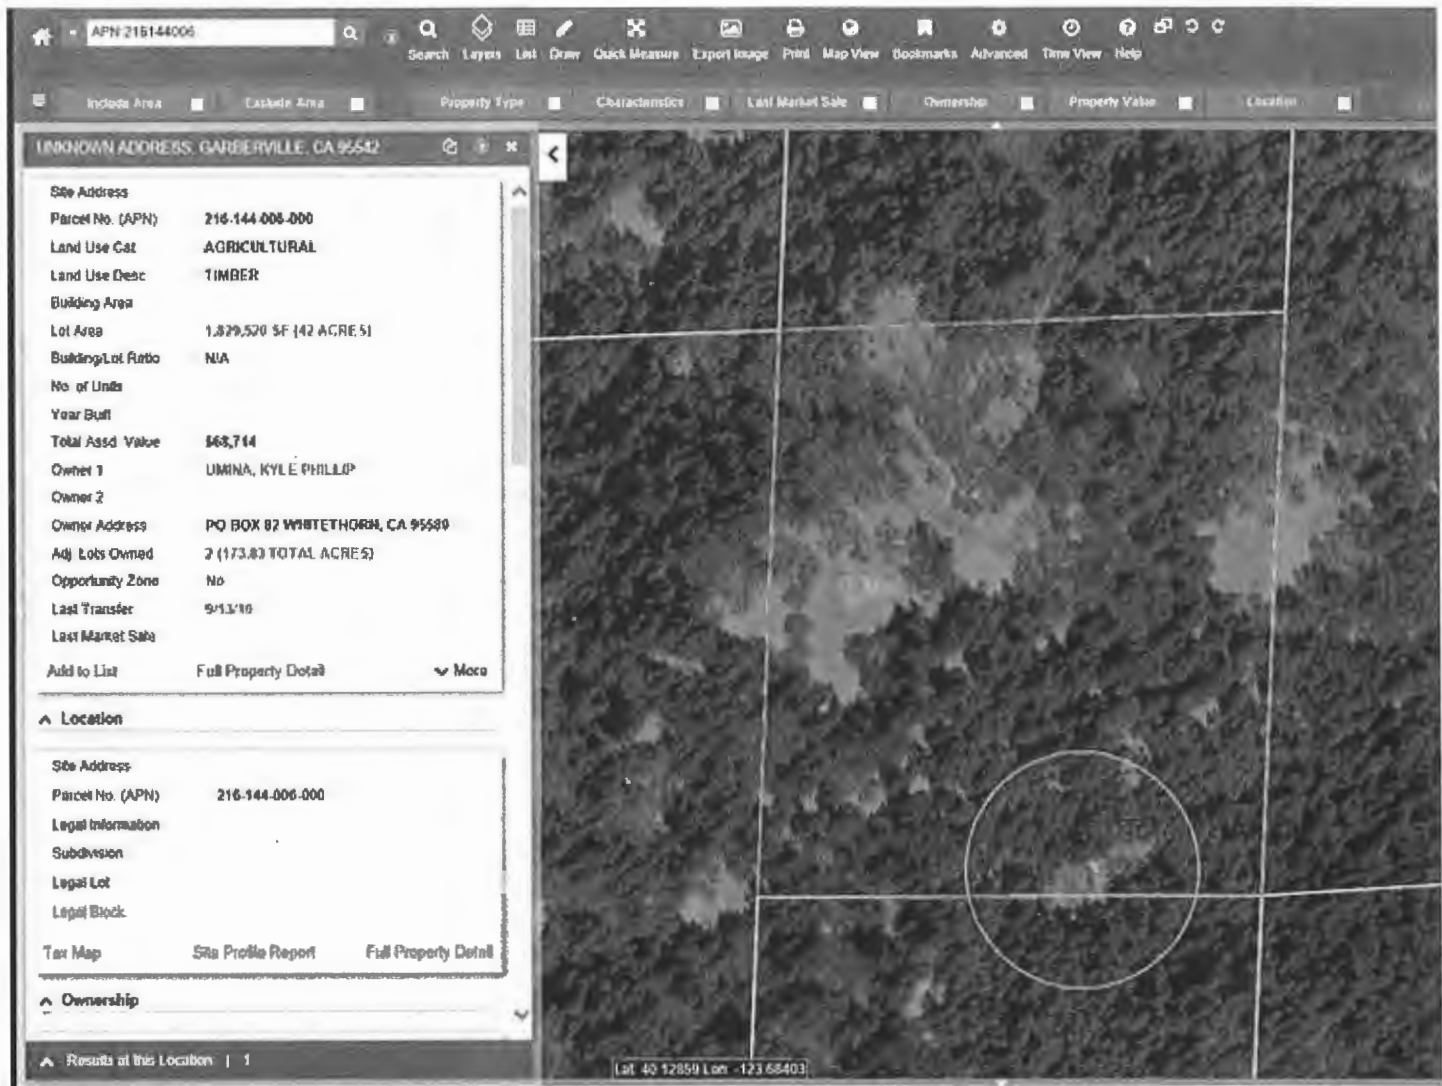 APN:216144006
Search Layers List Draw Quick Measure Export Image Print Map View Bookmarks Advanced Time View Help
Include Area Exclude Area Property Type Characteristics Last Market Sale Ownership Property Value Location
UNKNOWN ADDRESS, GARBERVILLE, CA 95542
Site Address
Parcel No. (APN) 216-144-006-000
Land Use Cat AGRICULTURAL
Land Use Desc TIMBER
Building Area
Lot Area 1,829,520 SF (42 ACRES)
Building/Lot Ratio N/A
No. of Units
Year Built
Total Assd. Value $68,714
Owner 1 UMINA, KYLE PHILLIP
Owner 2
Owner Address PO BOX 82 WHITETHORN, CA 95589
Adj. Lots Owned 2 (173.83 TOTAL ACRES)
Opportunity Zone No
Last Transfer
Last Market Sale
Add to List Full Property Detail More
Location
Site Address
Parcel No. (APN) 216-144-006-000
Legal Information
Subdivision
Legal Lot
Legal Block
Tax Map Site Profile Report Full Property Detail
Ownership
Results at this Location | 1
Lat: 40.12859 Lon: -123.68403